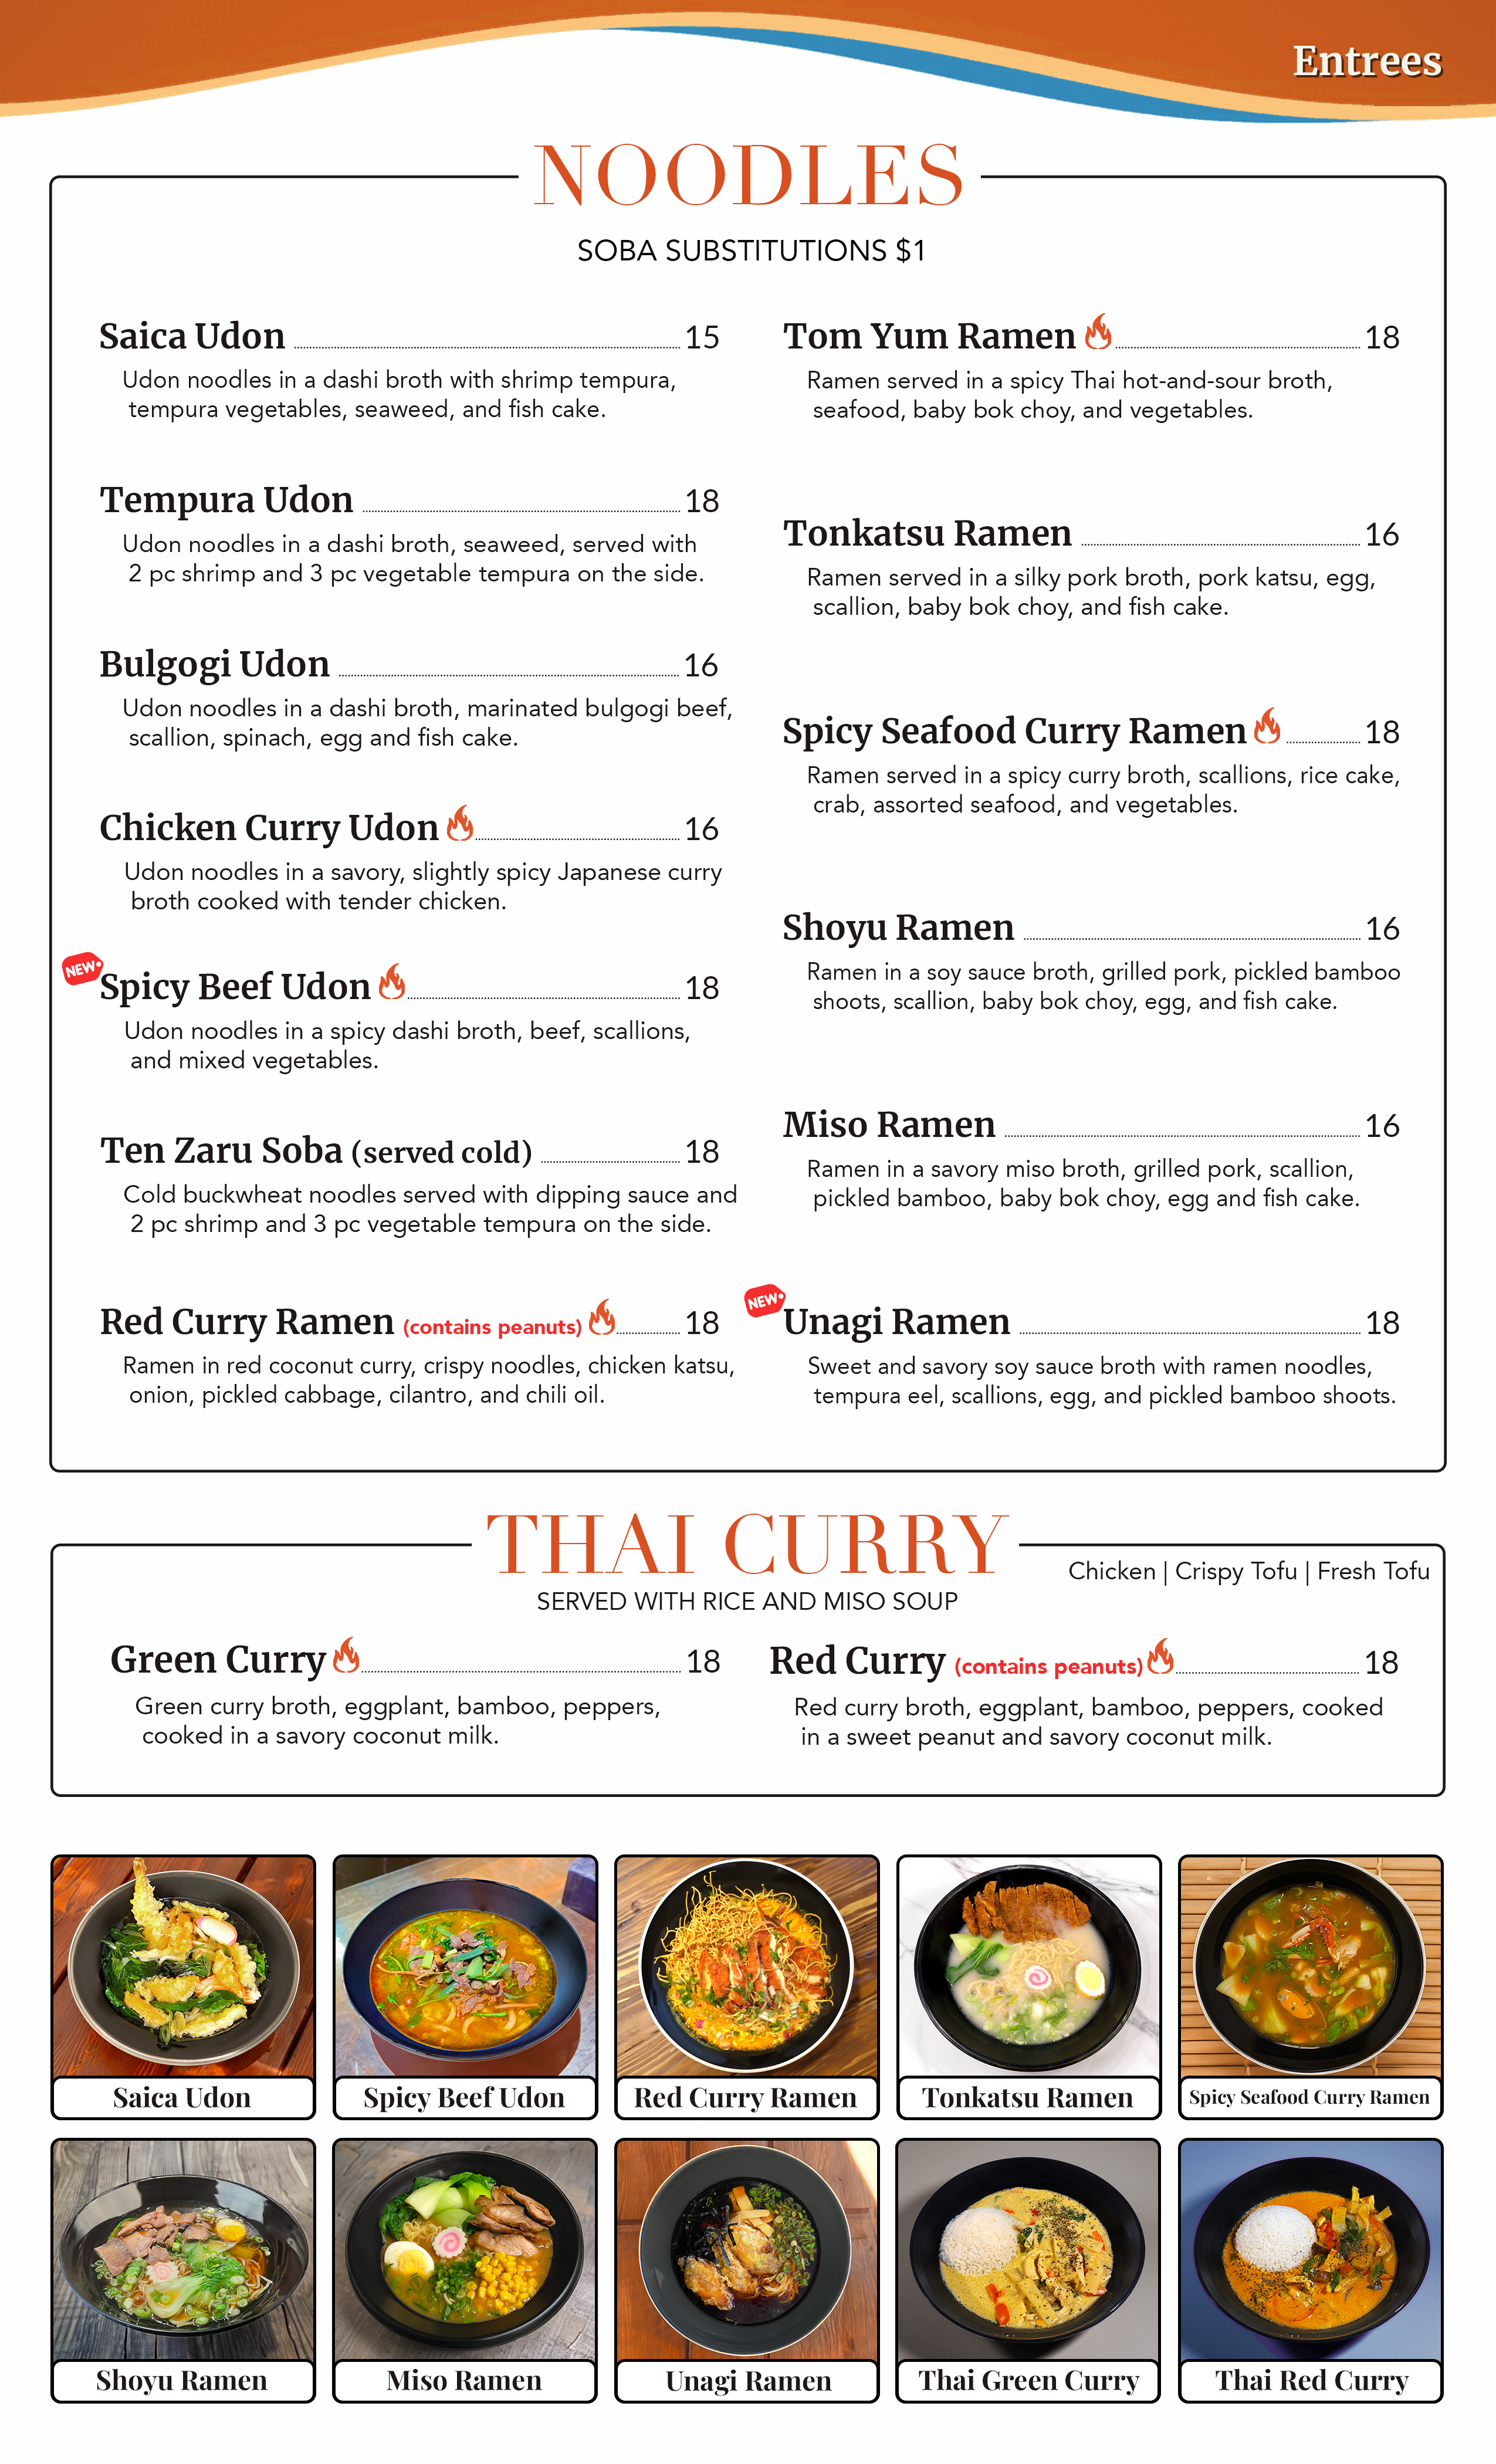 Entrees
NOODLES
SOBA SUBSTITUTIONS $1
Saica Udon 15
Udon noodles in a dashi broth with shrimp tempura,
tempura vegetables, seaweed, and fish cake.
Tempura Udon 18
Udon noodles in a dashi broth, seaweed, served with
2 pc shrimp and 3 pc vegetable tempura on the side.
Bulgogi Udon 16
Udon noodles in a dashi broth, marinated bulgogi beef,
scallion, spinach, egg and fish cake.
Chicken Curry Udon 16
Udon noodles in a savory, slightly spicy Japanese curry
broth cooked with tender chicken.
NEW
Spicy Beef Udon 18
Udon noodles in a spicy dashi broth, beef, scallions,
and mixed vegetables.
Ten Zaru Soba (served cold) 18
Cold buckwheat noodles served with dipping sauce and
2 pc shrimp and 3 pc vegetable tempura on the side.
Red Curry Ramen (contains peanuts) 18
Ramen in red coconut curry, crispy noodles, chicken katsu,
onion, pickled cabbage, cilantro, and chili oil.
Tom Yum Ramen 18
Ramen served in a spicy Thai hot-and-sour broth,
seafood, baby bok choy, and vegetables.
Tonkatsu Ramen 16
Ramen served in a silky pork broth, pork katsu, egg,
scallion, baby bok choy, and fish cake.
Spicy Seafood Curry Ramen 18
Ramen served in a spicy curry broth, scallions, rice cake,
crab, assorted seafood, and vegetables.
Shoyu Ramen 16
Ramen in a soy sauce broth, grilled pork, pickled bamboo
shoots, scallion, baby bok choy, egg, and fish cake.
Miso Ramen 16
Ramen in a savory miso broth, grilled pork, scallion,
pickled bamboo, baby bok choy, egg and fish cake.
NEW
Unagi Ramen 18
Sweet and savory soy sauce broth with ramen noodles,
tempura eel, scallions, egg, and pickled bamboo shoots.
THAI CURRY
Chicken | Crispy Tofu | Fresh Tofu
SERVED WITH RICE AND MISO SOUP
Green Curry 18
Green curry broth, eggplant, bamboo, peppers,
cooked in a savory coconut milk.
Red Curry (contains peanuts) 18
Red curry broth, eggplant, bamboo, peppers, cooked
in a sweet peanut and savory coconut milk.
Saica Udon
Spicy Beef Udon
Red Curry Ramen
Tonkatsu Ramen
Spicy Seafood Curry Ramen
Shoyu Ramen
Miso Ramen
Unagi Ramen
Thai Green Curry
Thai Red Curry